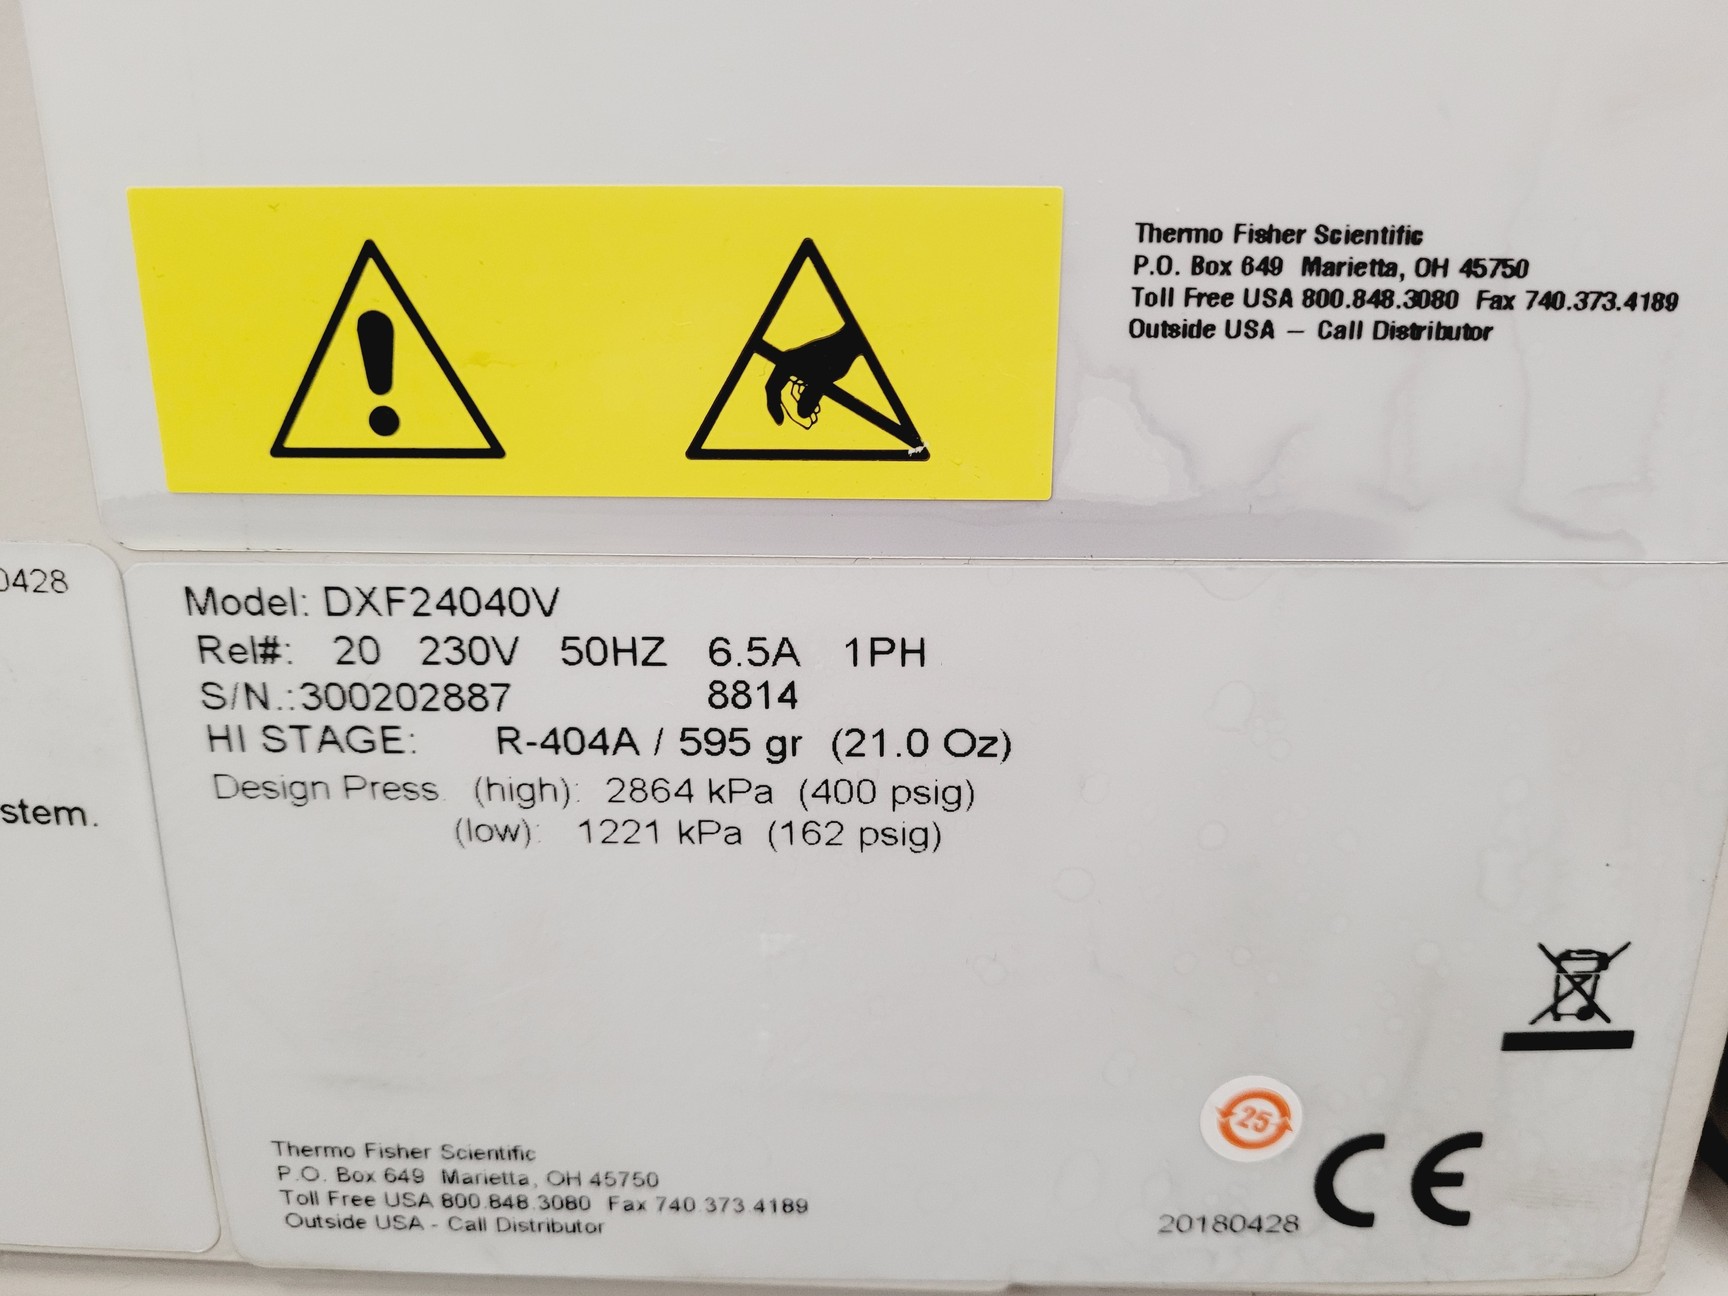 Thermo Fisher Scientific
P.O. Box 649 Marietta, OH 45750
Toll Free USA 800.848.3080 Fax 740.373.4189
Outside USA – Call Distributor
0428
stem.
Model: DXF24040V
Rel#: 20 230V 50HZ 6.5A 1PH
S/N.:300202887 8814
HI STAGE: R-404A / 595 gr (21.0 Oz)
Design Press. (high): 2864 kPa (400 psig)
(low): 1221 kPa (162 psig)
25
CE
Thermo Fisher Scientific
P.O. Box 649 Marietta, OH 45750
Toll Free USA 800.848.3080 Fax 740.373.4189
Outside USA - Call Distributor
20180428